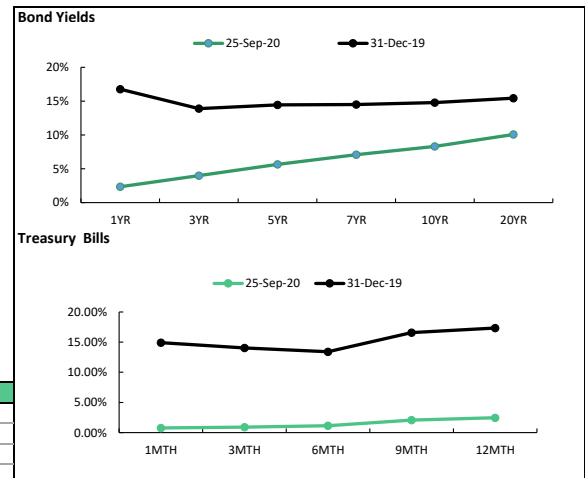 Bond Yields
25-Sep-20 31-Dec-19
20%
15%
10%
5%
0%
1YR 3YR 5YR 7YR 10YR 20YR
Treasury Bills
25-Sep-20 31-Dec-19
20.00%
15.00%
10.00%
5.00%
0.00%
1MTH 3MTH 6MTH 9MTH 12MTH